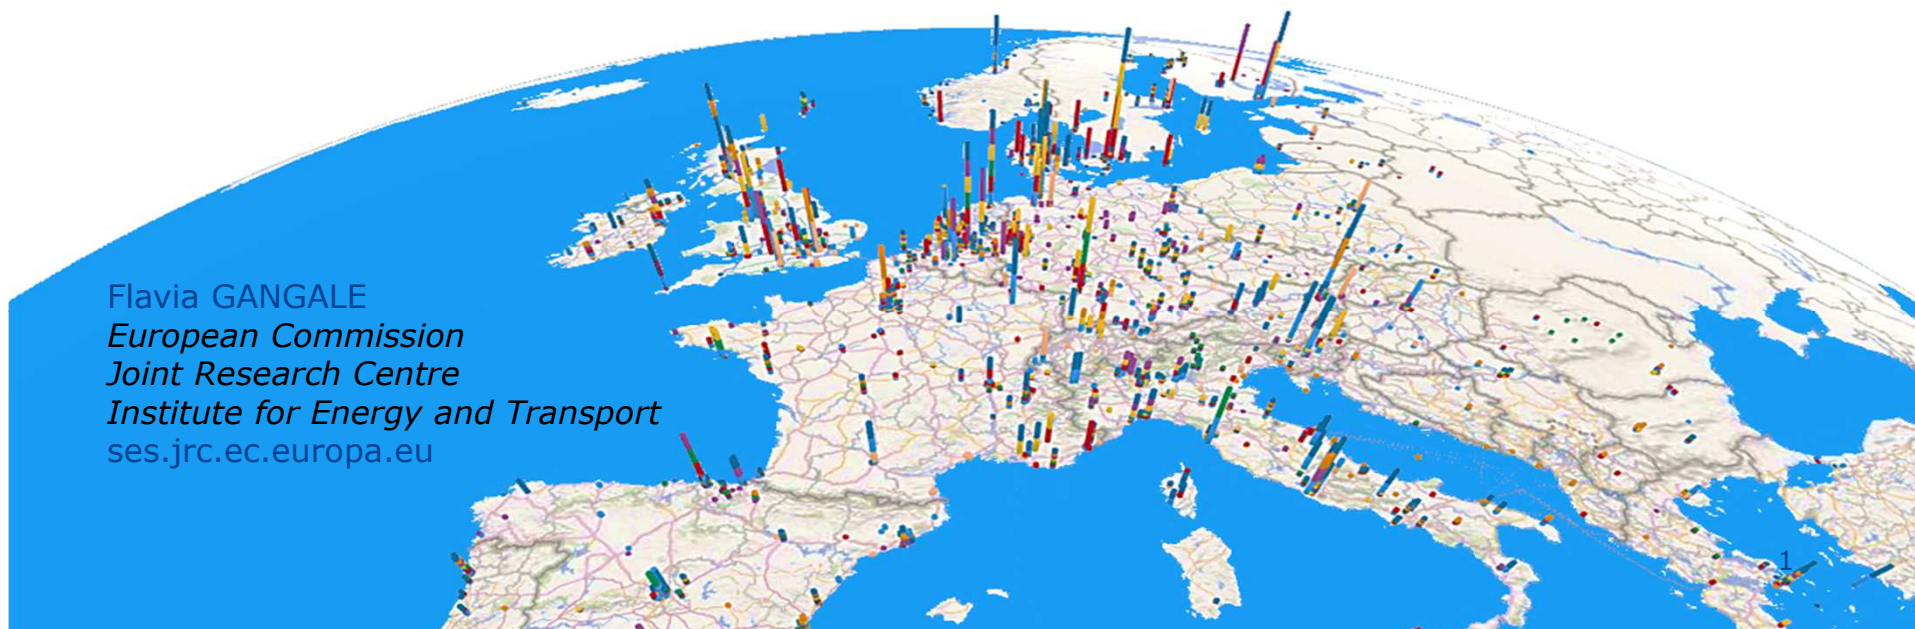 Flavia GANGALE
European Commission
Joint Research Centre
Institute for Energy and Transport
ses.jrc.ec.europa.eu
1